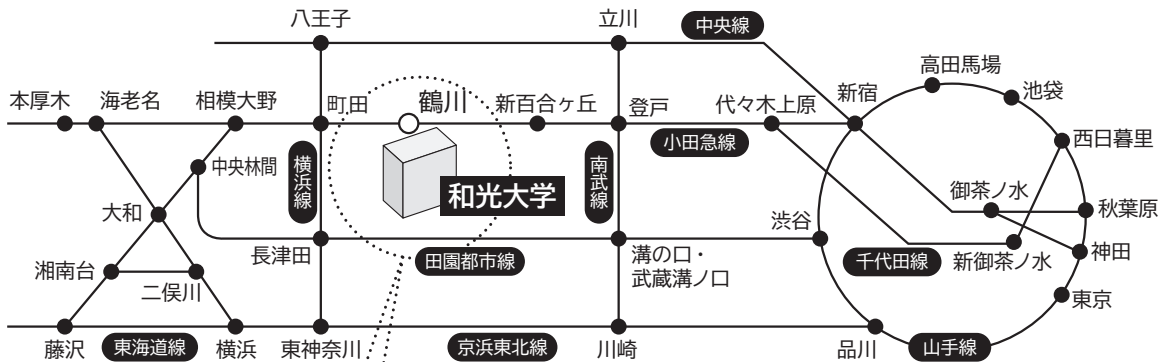 八王子
立川
中央線
高田馬場
池袋
本厚木
海老名
相模大野
町田
鶴川
新百合ヶ丘
登戸
代々木上原
新宿
小田急線
西日暮里
中央林間
横浜線
南武線
和光大学
御茶ノ水
秋葉原
大和
渋谷
長津田
田園都市線
溝の口・
武蔵溝ノ口
千代田線
新御茶ノ水
神田
湘南台
二俣川
東京
藤沢
東海道線
横浜
東神奈川
京浜東北線
川崎
品川
山手線